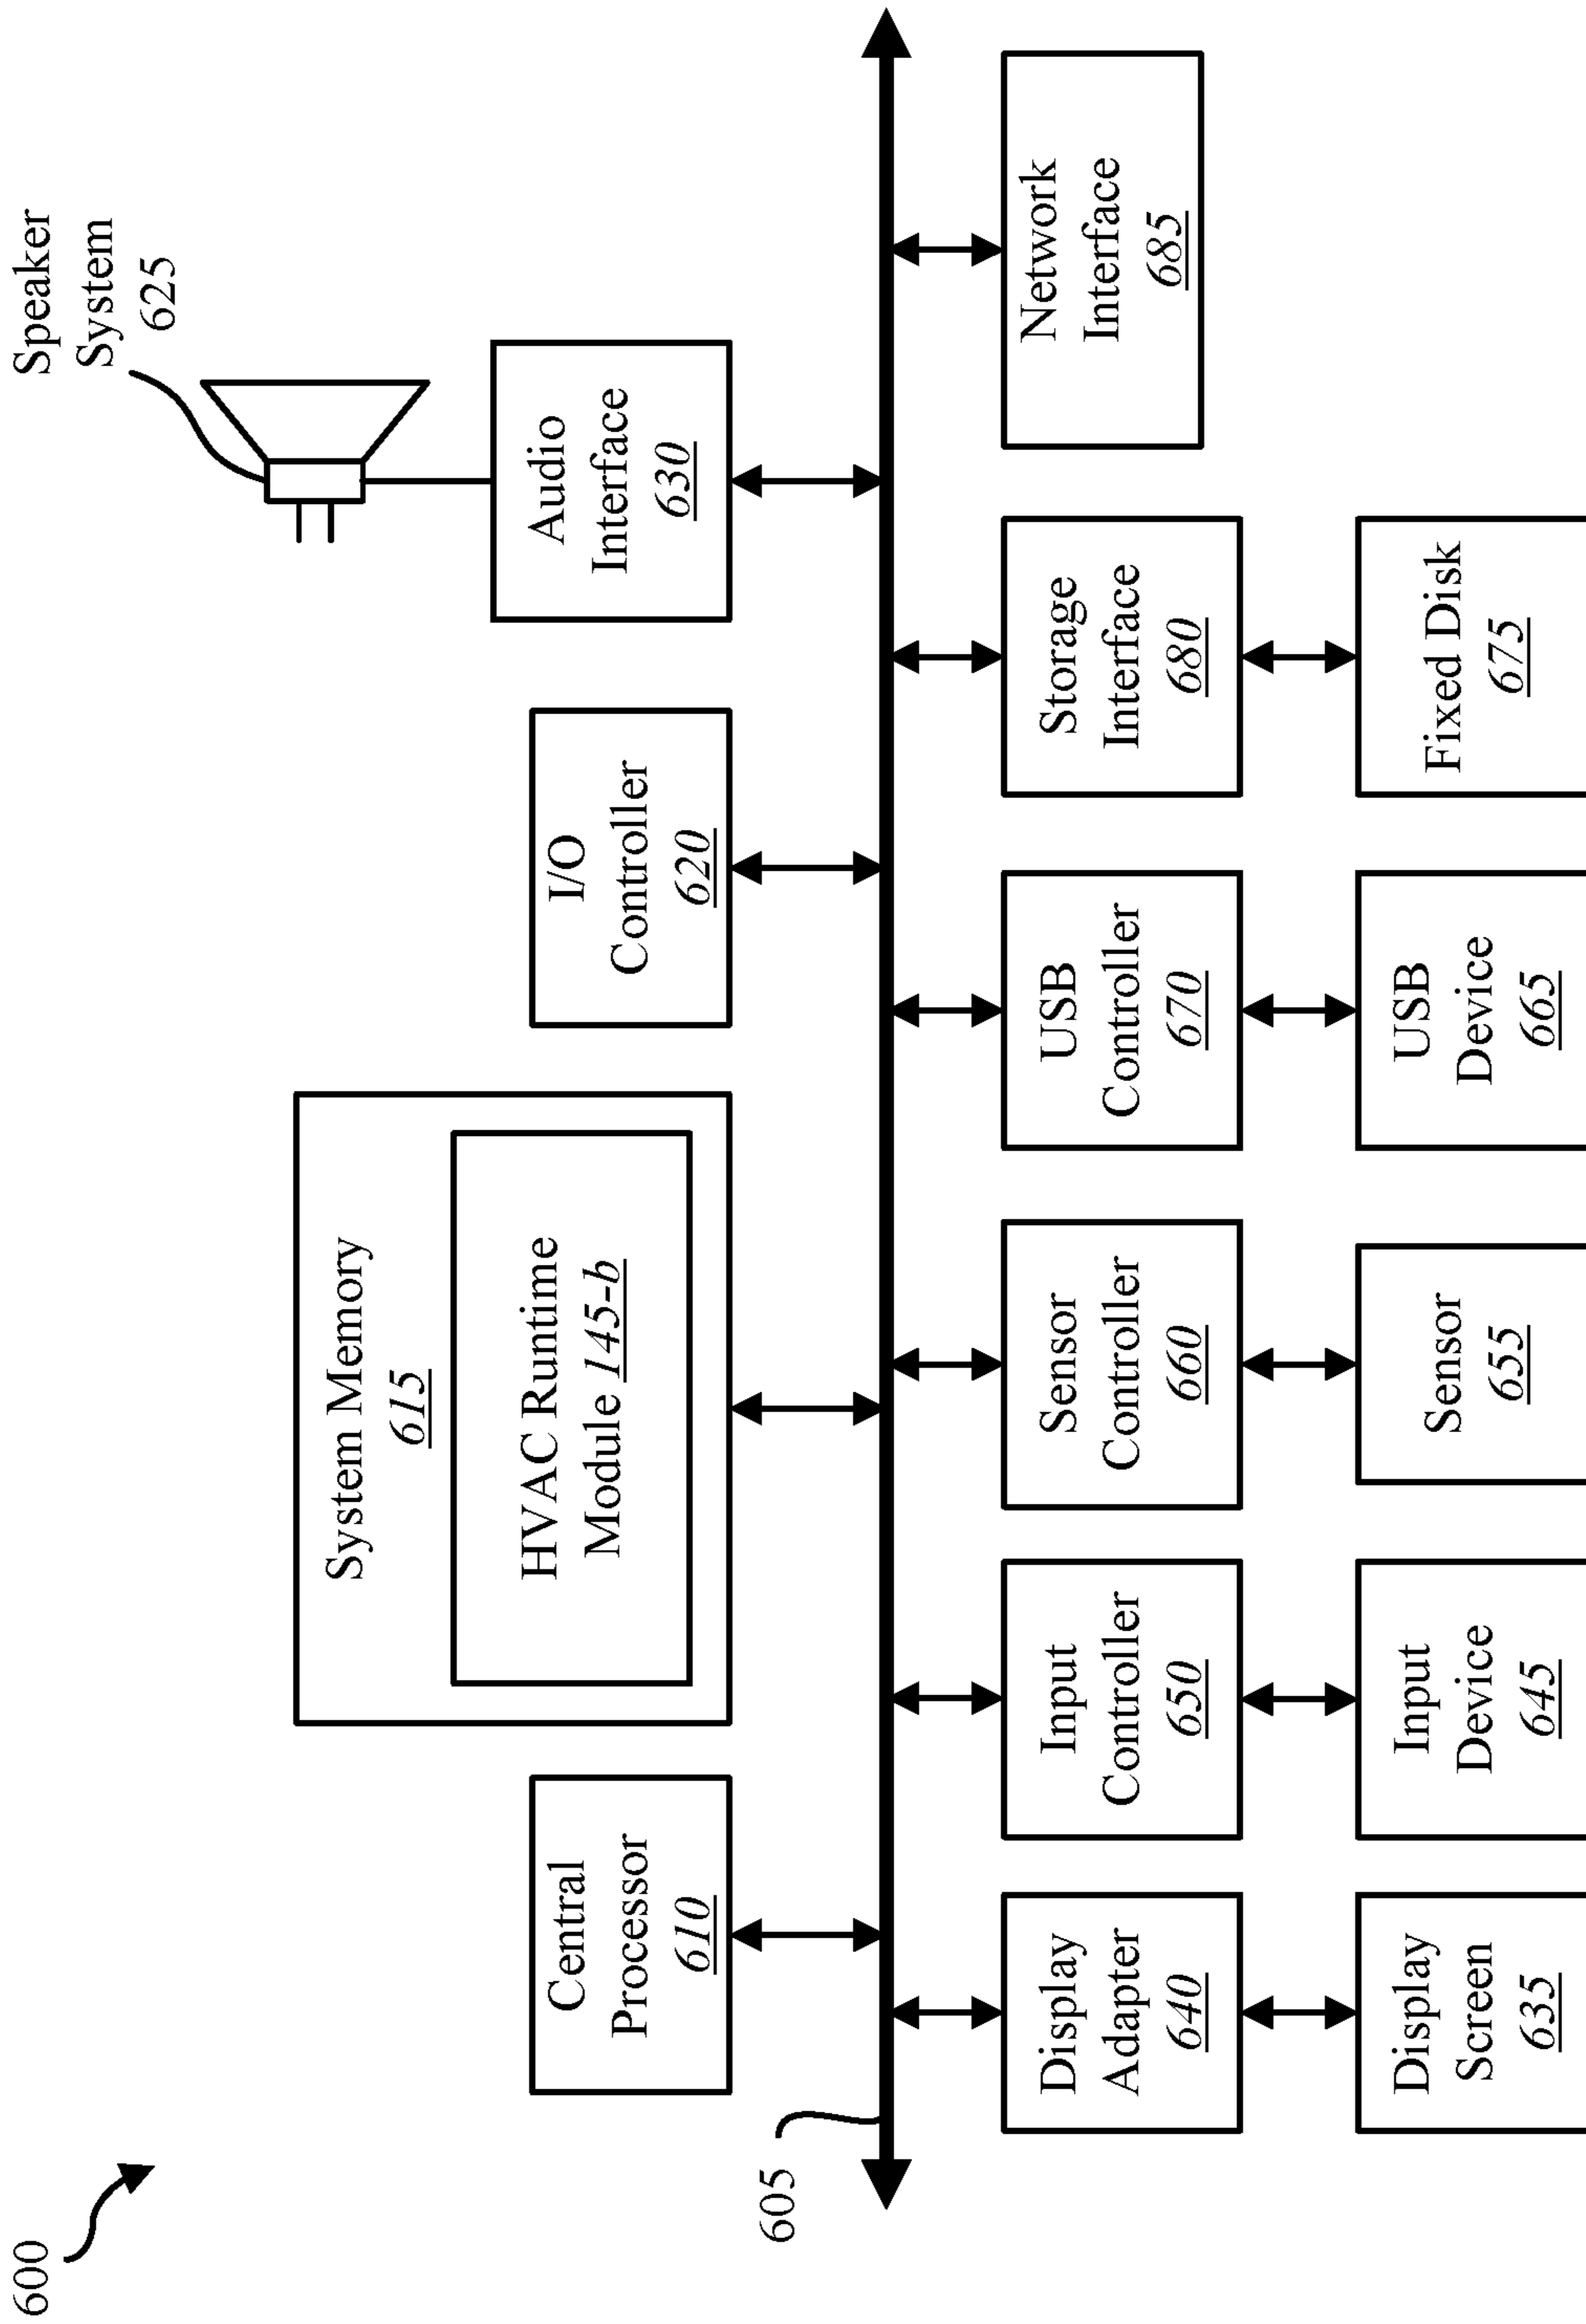 600
Speaker
System
625
System Memory
615
HVAC Runtime
Module 145-b
Central
Processor
610
I/O
Controller
620
Audio
Interface
630
605
Display
Adapter
640
Input
Controller
650
Sensor
Controller
660
USB
Controller
670
Storage
Interface
680
Network
Interface
685
Display
Screen
635
Input
Device
645
Sensor
655
USB
Device
665
Fixed Disk
675